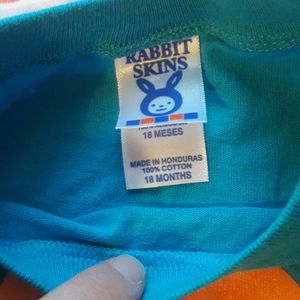 RABBIT
SKINS
18 MESES
MADE IN HONDURAS
100% COTTON
18 MONTHS